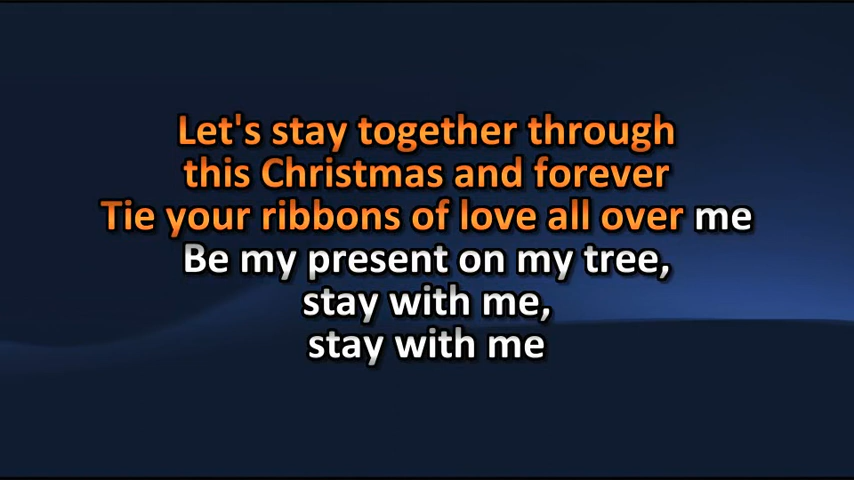 Let's stay together through
this Christmas and forever
Tie your ribbons of love all over me
Be my present on my tree,
stay with me,
stay with me